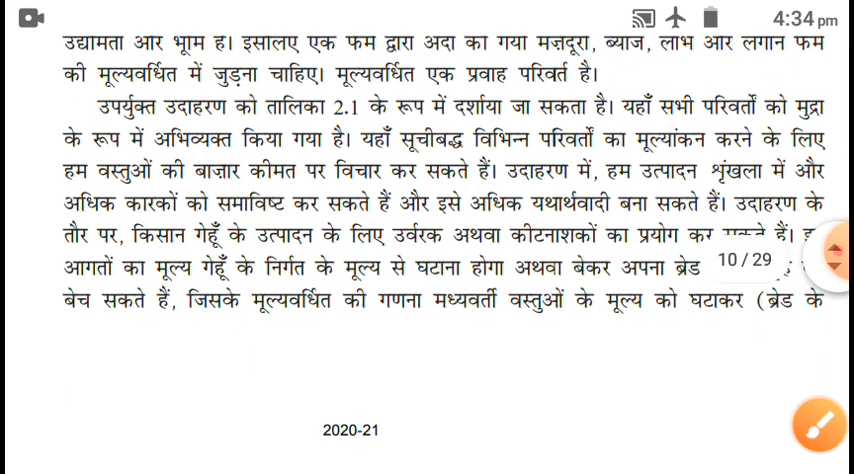 4:34 pm
उद्यामता और भूमि है। इसलिए एक फर्म द्वारा अदा की गयी मज़दूरी, ब्याज, लाभ और लगान फर्म
की मूल्यवर्धित में जुड़ना चाहिए। मूल्यवर्धित एक प्रवाह परिवर्त है।
उपर्युक्त उदाहरण को तालिका 2.1 के रूप में दर्शाया जा सकता है। यहाँ सभी परिवर्तों को मुद्रा
के रूप में अभिव्यक्त किया गया है। यहाँ सूचीबद्ध विभिन्न परिवर्तों का मूल्यांकन करने के लिए
हम वस्तुओं की बाज़ार कीमत पर विचार कर सकते हैं। उदाहरण में, हम उत्पादन शृंखला में और
अधिक कारकों को समाविष्ट कर सकते हैं और इसे अधिक यथार्थवादी बना सकते हैं। उदाहरण के
तौर पर, किसान गेहूँ के उत्पादन के लिए उर्वरक अथवा कीटनाशकों का प्रयोग कर सकते हैं।
आगतों का मूल्य गेहूँ के निर्गत के मूल्य से घटाना होगा अथवा बेकर अपना ब्रेड
10 / 29
बेच सकते हैं, जिसके मूल्यवर्धित की गणना मध्यवर्ती वस्तुओं के मूल्य को घटाकर (ब्रेड के
2020-21